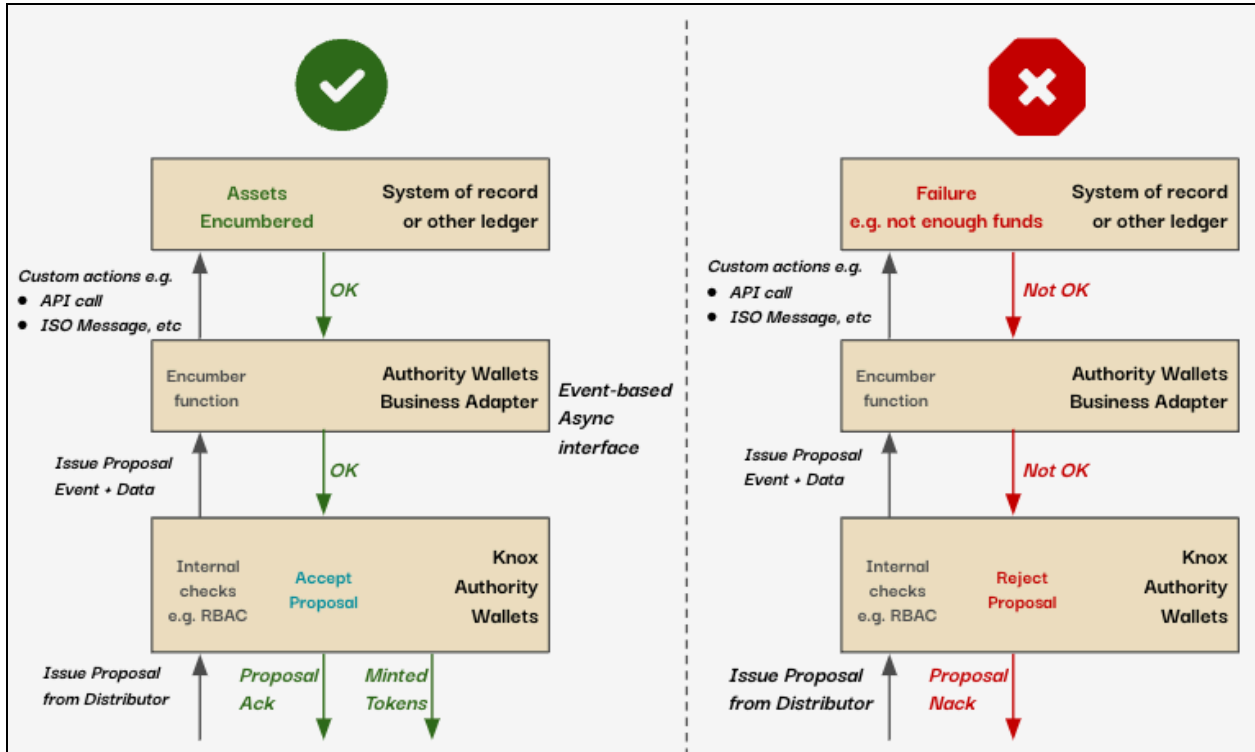 Assets
Encumbered
System of record
or other ledger
Custom actions e.g.
● API call
● ISO Message, etc
OK
Encumber
function
Authority Wallets
Business Adapter
Event-based
Async
interface
Issue Proposal
Event + Data
OK
Internal
checks
e.g. RBAC
Accept
Proposal
Knox
Authority
Wallets
Issue Proposal
from Distributor
Proposal
Ack
Minted
Tokens
Failure
e.g. not enough funds
System of record
or other ledger
Custom actions e.g.
● API call
● ISO Message, etc
Not OK
Encumber
function
Authority Wallets
Business Adapter
Issue Proposal
Event + Data
Not OK
Internal
checks
e.g. RBAC
Reject
Proposal
Knox
Authority
Wallets
Issue Proposal
from Distributor
Proposal
Nack